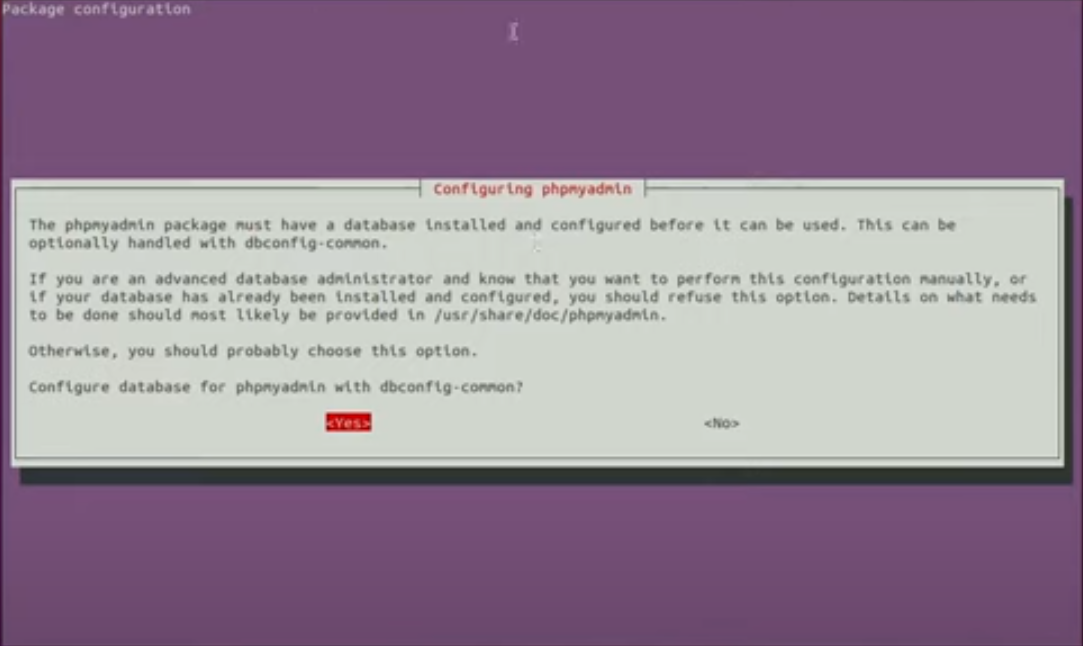 Package configuration
Configuring phpmyadmin
The phpmyadmin package must have a database installed and configured before it can be used. This can be
optionally handled with dbconfig-common.
If you are an advanced database administrator and know that you want to perform this configuration manually, or
if your database has already been installed and configured, you should refuse this option. Details on what needs
to be done should most likely be provided in /usr/share/doc/phpmyadmin.
Otherwise, you should probably choose this option.
Configure database for phpmyadmin with dbconfig-common?
<Yes> <No>